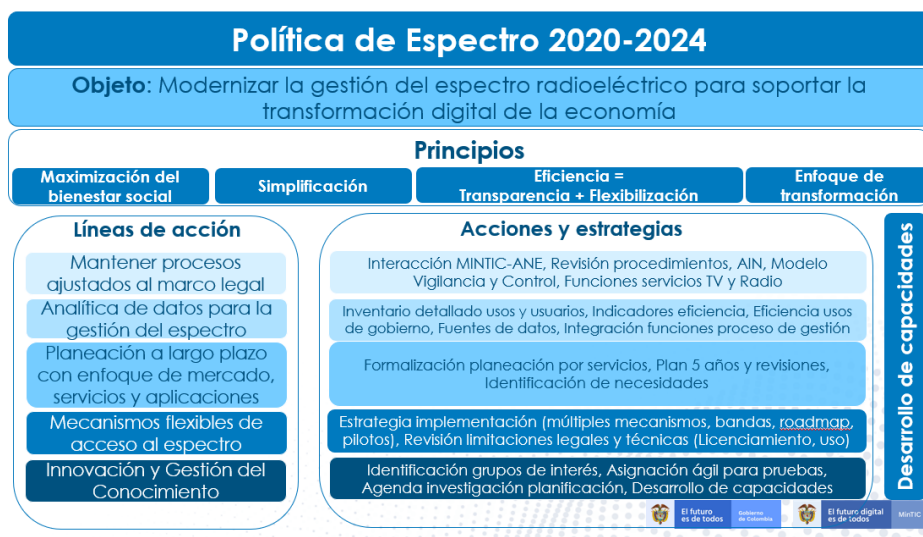 Política de Espectro 2020-2024
Objeto: Modernizar la gestión del espectro radioeléctrico para soportar la
transformación digital de la economía
Principios
Maximización del
bienestar social
Simplificación
Eficiencia =
Transparencia + Flexibilización
Enfoque de
transformación
Líneas de acción
Mantener procesos
ajustados al marco legal
Analítica de datos para la
gestión del espectro
Planeación a largo plazo
con enfoque de mercado,
servicios y aplicaciones
Mecanismos flexibles de
acceso al espectro
Innovación y Gestión del
Conocimiento
Acciones y estrategias
Interacción MINTIC-ANE, Revisión procedimientos, AIN, Modelo
Vigilancia y Control, Funciones servicios TV y Radio
Inventario detallado usos y usuarios, Indicadores eficiencia, Eficiencia usos
de gobierno, Fuentes de datos, Integración funciones proceso de gestión
Formalización planeación por servicios, Plan 5 años y revisiones,
Identificación de necesidades
Estrategia implementación (múltiples mecanismos, bandas, roadmap,
pilotos), Revisión limitaciones legales y técnicas (Licenciamiento, uso)
Identificación grupos de interés, Asignación ágil para pruebas,
Agenda investigación planificación, Desarrollo de capacidades
Desarrollo de capacidades
El futuro
es de todos
Gobierno
de Colombia
El futuro digital
es de todos
MinTIC